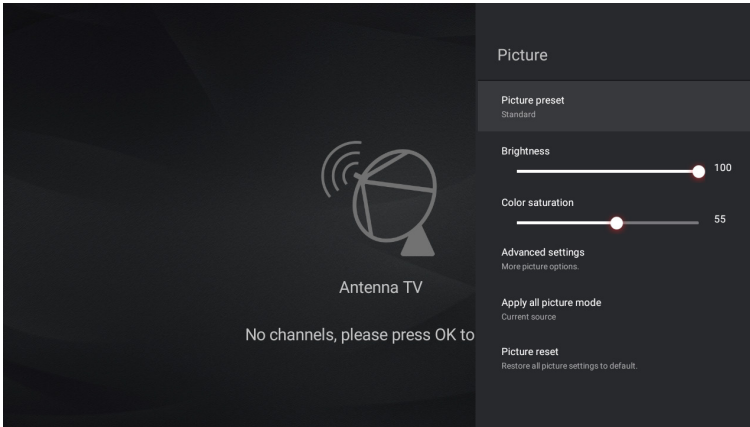 Picture
Picture preset
Standard
Brightness
100
Color saturation
55
Advanced settings
More picture options.
Apply all picture mode
Current source
Picture reset
Restore all picture settings to default.
Antenna TV
No channels, please press OK to